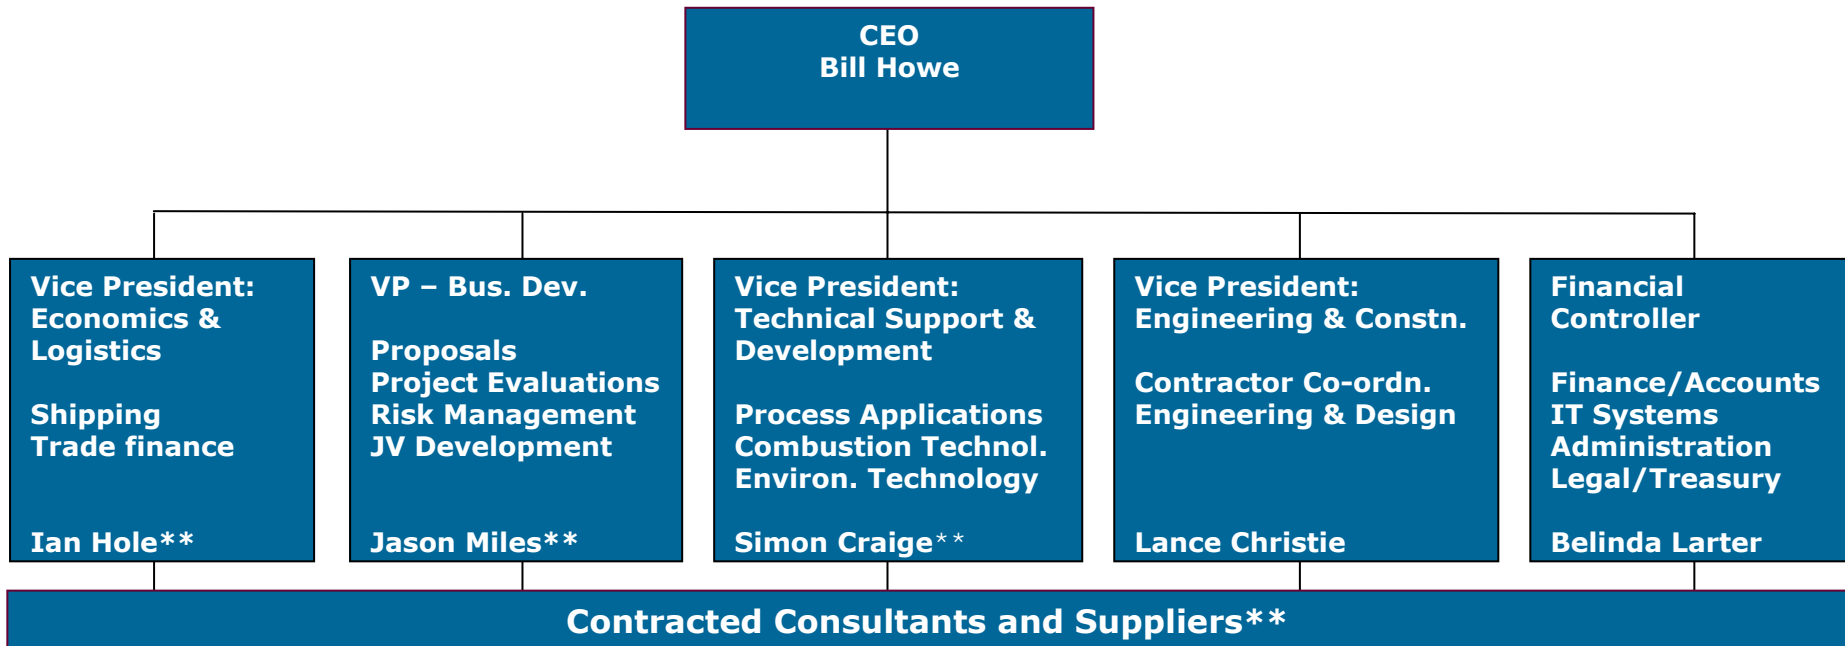 CEO
Bill Howe
Vice President:
Economics &
Logistics
Shipping
Trade finance
Ian Hole**
VP – Bus. Dev.
Proposals
Project Evaluations
Risk Management
JV Development
Jason Miles**
Vice President:
Technical Support &
Development
Process Applications
Combustion Technol.
Environ. Technology
Simon Craige**
Vice President:
Engineering & Constn.
Contractor Co-ordn.
Engineering & Design
Lance Christie
Financial
Controller
Finance/Accounts
IT Systems
Administration
Legal/Treasury
Belinda Larter
Contracted Consultants and Suppliers**